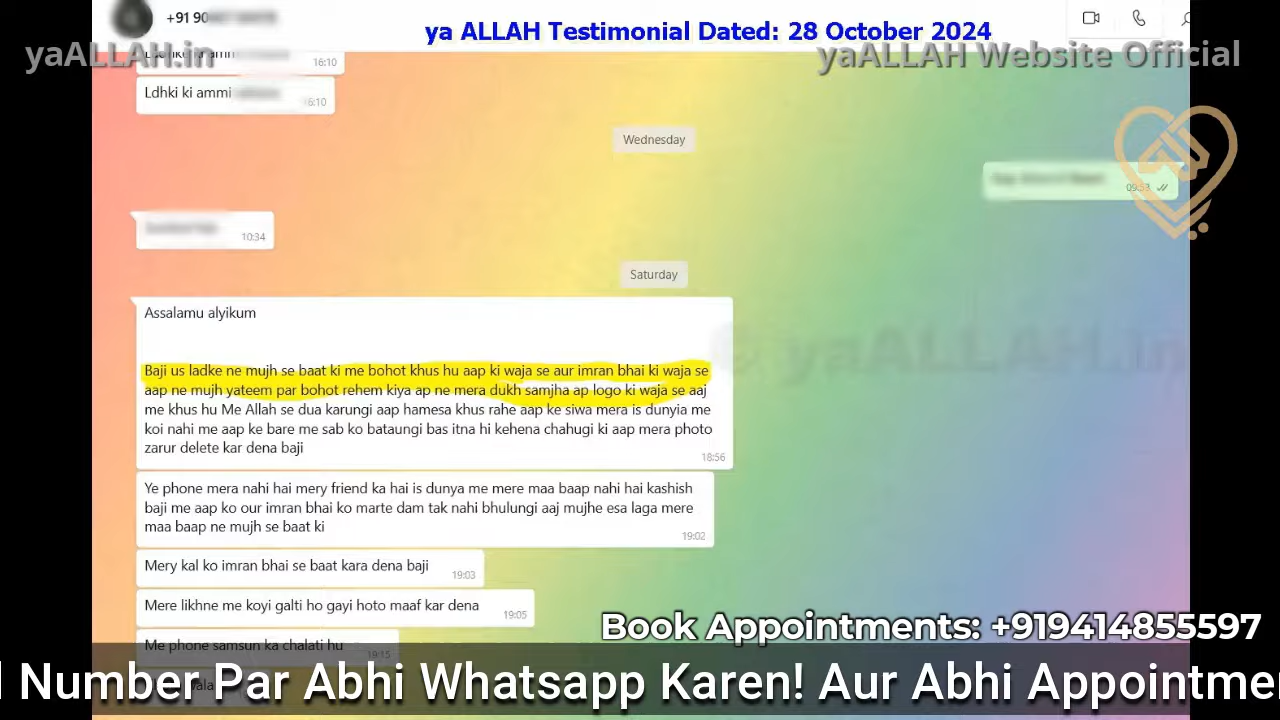 +91 90
ya ALLAH Testimonial Dated: 28 October 2024
yaALLAH.in
yaALLAH Website Official
16:10
Ldhki ki ammi
16:10
Wednesday
09:53
10:34
Saturday
Assalamu alyikum
Baji us ladke ne mujh se baat ki me bohot khus hu aap ki waja se aur imran bhai ki waja se
aap ne mujh yateem par bohot rehem kiya ap ne mera dukh samjha ap logo ki waja se aaj
me khus hu Me Allah se dua karungi aap hamesa khus rahe aap ke siwa mera is dunyia me
koi nahi me aap ke bare me sab ko bataungi bas itna hi kehena chahugi ki aap mera photo
zarur delete kar dena baji
18:56
© yaALLAH.in
Ye phone mera nahi hai mery friend ka hai is dunya me mere maa baap nahi hai kashish
baji me aap ko our imran bhai ko marte dam tak nahi bhulungi aaj mujhe esa laga mere
maa baap ne mujh se baat ki
19:02
Mery kal ko imran bhai se baat kara dena baji
19:03
Mere likhne me koyi galti ho gayi hoto maaf kar dena
19:05
Book Appointments: +919414855597
Me phone samsun ka chalati hu
19:15
Number Par Abhi Whatsapp Karen! Aur Abhi Appointme